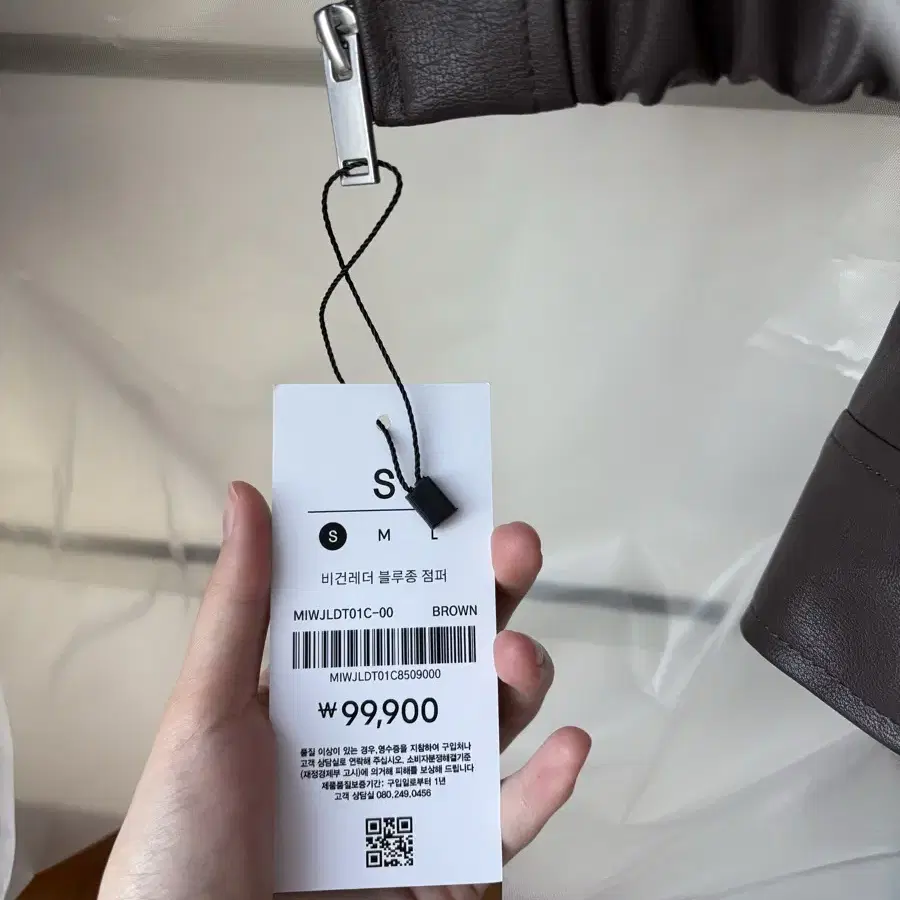 S
S M L
비건레더 블루종 점퍼
MIWJLDT01C-00 BROWN
MIWJLDT01C8509000
₩99,900
품질 이상이 있는 경우, 영수증을 지참하여 구입처나
고객 상담실로 연락해 주십시오. 소비자분쟁해결기준
(재정경제부 고시)에 의거해 피해를 보상해 드립니다
제품품질보증기간: 구입일로부터 1년
고객 상담실 080.249.0456